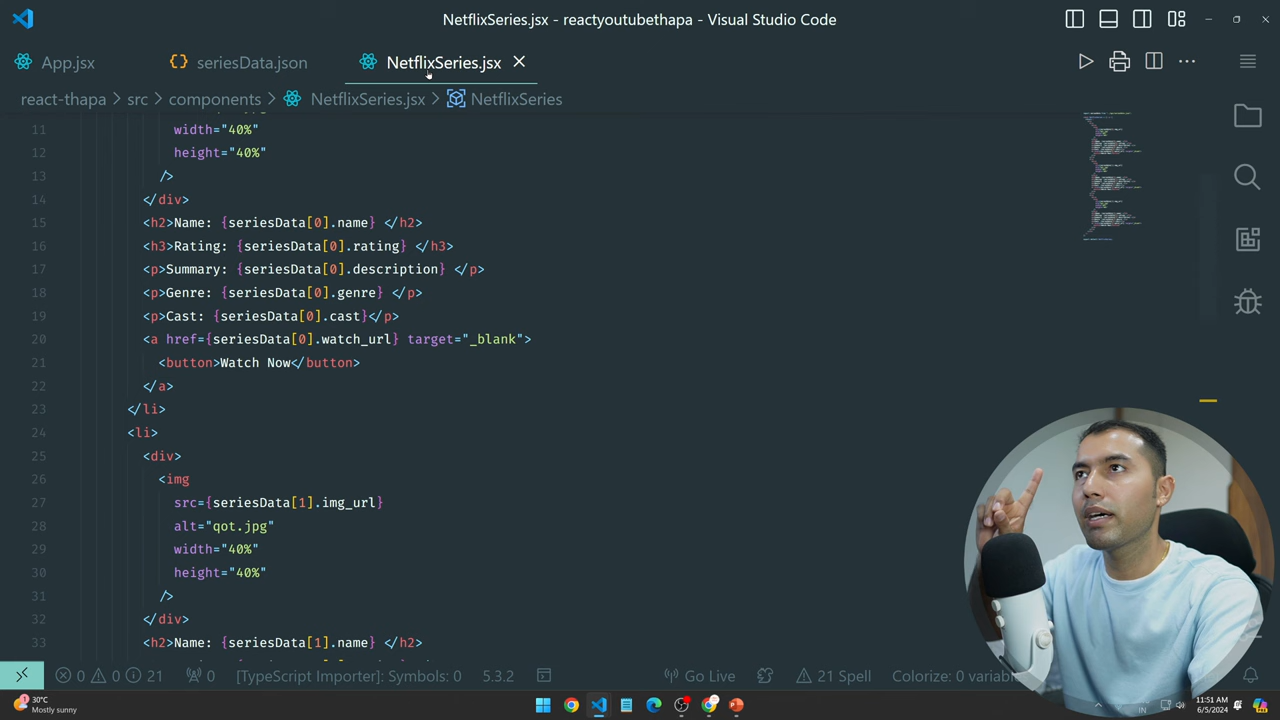 NetflixSeries.jsx - reactyoutubethapa - Visual Studio Code
App.jsx seriesData.json NetflixSeries.jsx
react-thapa > src > components > NetflixSeries.jsx > NetflixSeries
11 width="40%"
12 height="40%"
13 />
14 </div>
15 <h2>Name: {seriesData[0].name} </h2>
16 <h3>Rating: {seriesData[0].rating} </h3>
17 <p>Summary: {seriesData[0].description} </p>
18 <p>Genre: {seriesData[0].genre} </p>
19 <p>Cast: {seriesData[0].cast}</p>
20 <a href={seriesData[0].watch_url} target="_blank">
21 <button>Watch Now</button>
22 </a>
23 </li>
24 <li>
25 <div>
26 <img
27 src={seriesData[1].img_url}
28 alt="qot.jpg"
29 width="40%"
30 height="40%"
31 />
32 </div>
33 <h2>Name: {seriesData[1].name} </h2>
0 0 21 0 [TypeScript Importer]: Symbols: 0 5.3.2 Go Live 21 Spell Colorize: 0 variab
30°C
Mostly sunny
IN
11:51 AM
6/5/2024